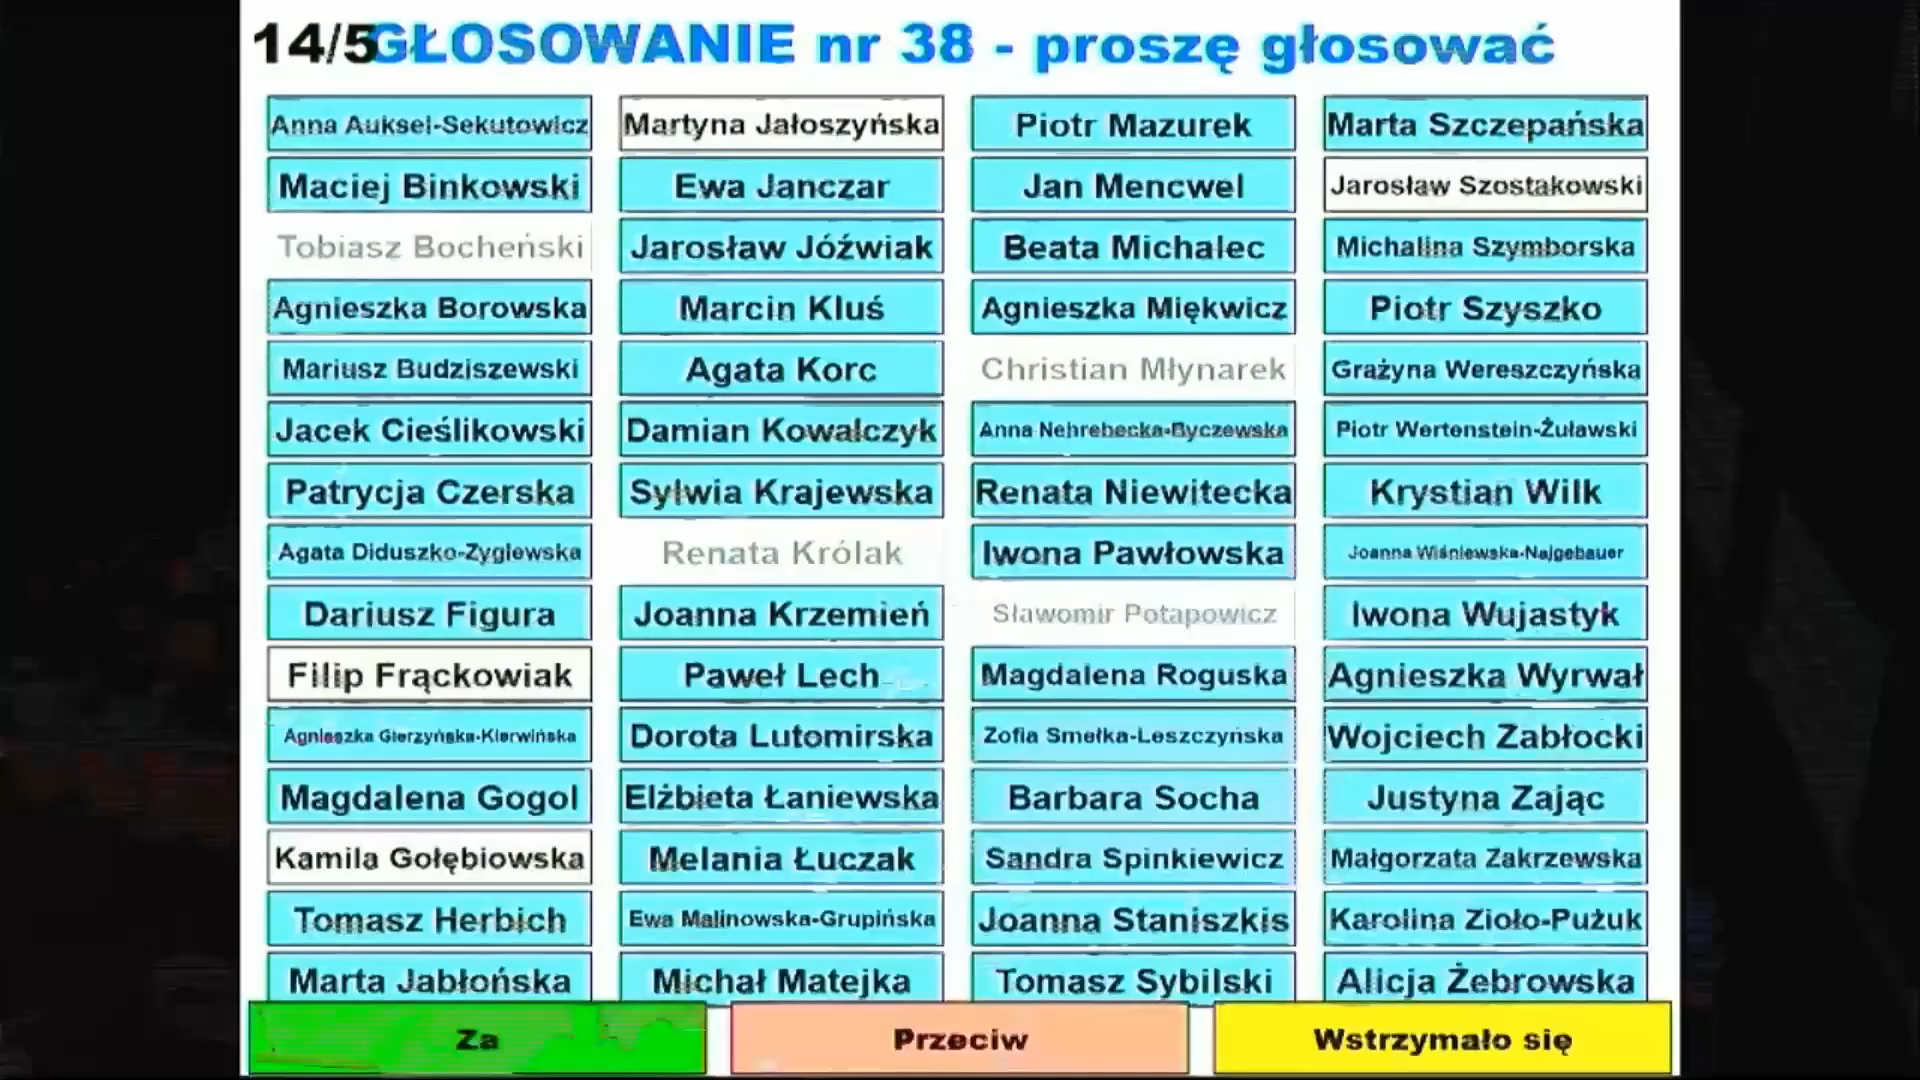 14/5 GŁOSOWANIE nr 38 - proszę głosować
Anna Auksel-Sekutowicz
Maciej Binkowski
Tobiasz Bocheński
Agnieszka Borowska
Mariusz Budziszewski
Jacek Cieślikowski
Patrycja Czerska
Agata Diduszko-Zyglewska
Dariusz Figura
Filip Frąckowiak
Agnieszka Gierzyńska-Kierwińska
Magdalena Gogol
Kamila Gołębiowska
Tomasz Herbich
Marta Jabłońska
Martyna Jałoszyńska
Ewa Janczar
Jarosław Jóźwiak
Marcin Kluś
Agata Korc
Damian Kowalczyk
Sylwia Krajewska
Renata Królak
Joanna Krzemień
Paweł Lech
Dorota Lutomirska
Elżbieta Łaniewska
Melania Łuczak
Ewa Malinowska-Grupińska
Michał Matejka
Piotr Mazurek
Jan Mencwel
Beata Michalec
Agnieszka Miękwicz
Christian Młynarek
Anna Nehrebecka-Byczewska
Renata Niewitecka
Iwona Pawłowska
Sławomir Potapowicz
Magdalena Roguska
Zofia Smełka-Leszczyńska
Barbara Socha
Sandra Spinkiewicz
Joanna Staniszkis
Tomasz Sybilski
Marta Szczepańska
Jarosław Szostakowski
Michalina Szymborska
Piotr Szyszko
Grażyna Wereszczyńska
Piotr Wertenstein-Żuławski
Krystian Wilk
Joanna Wiśniewska-Najgebauer
Iwona Wujastyk
Agnieszka Wyrwał
Wojciech Zabłocki
Justyna Zając
Małgorzata Zakrzewska
Karolina Zioło-Pużuk
Alicja Żebrowska
Za
Przeciw
Wstrzymało się